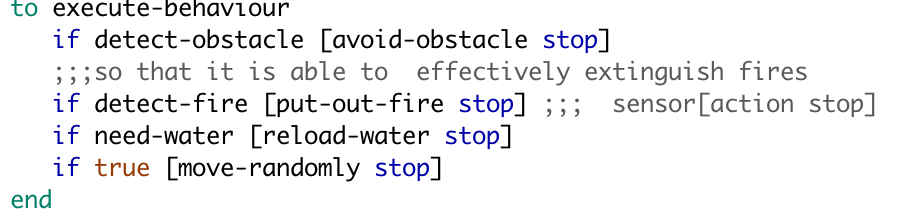 to execute-behaviour
if detect-obstacle [avoid-obstacle stop]
;;;so that it is able to  effectively extinguish fires
if detect-fire [put-out-fire stop] ;;;  sensor[action stop]
if need-water [reload-water stop]
if true [move-randomly stop]
end